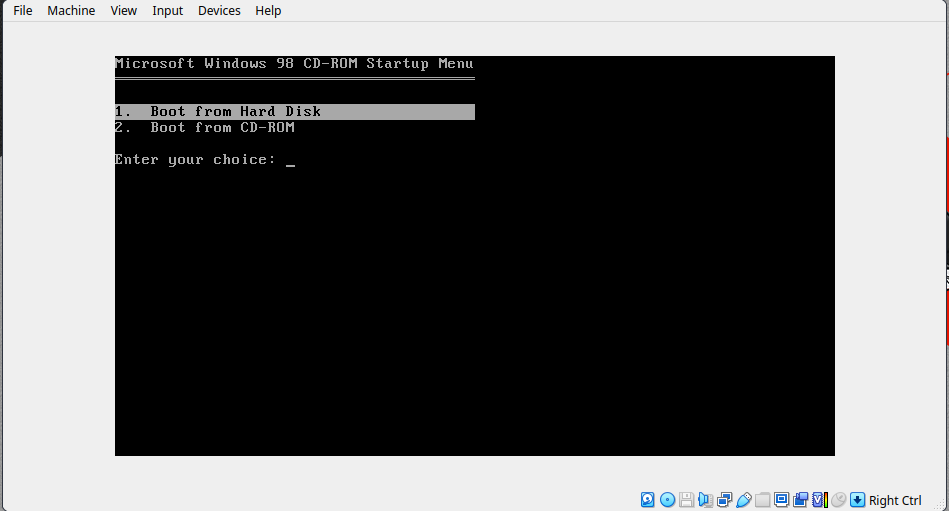 File Machine View Input Devices Help
Microsoft Windows 98 CD-ROM Startup Menu
1. Boot from Hard Disk
2. Boot from CD-ROM
Enter your choice: _
Right Ctrl